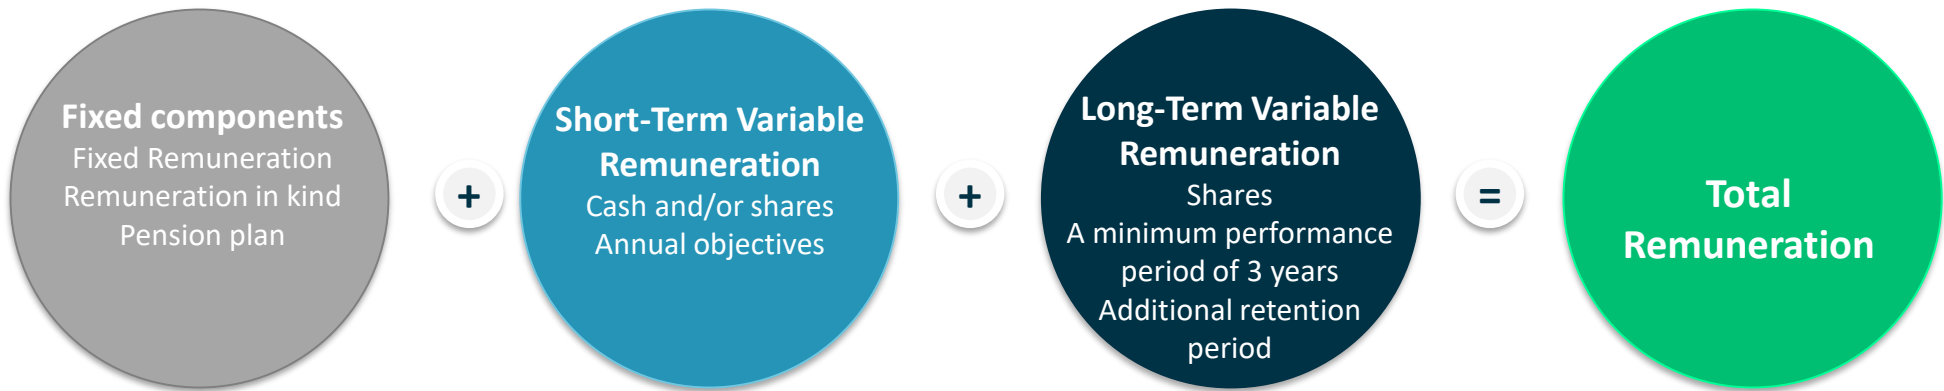 Fixed components
Fixed Remuneration
Remuneration in kind
Pension plan
+
Short-Term Variable
Remuneration
Cash and/or shares
Annual objectives
+
Long-Term Variable
Remuneration
Shares
A minimum performance
period of 3 years
Additional retention
period
=
Total
Remuneration